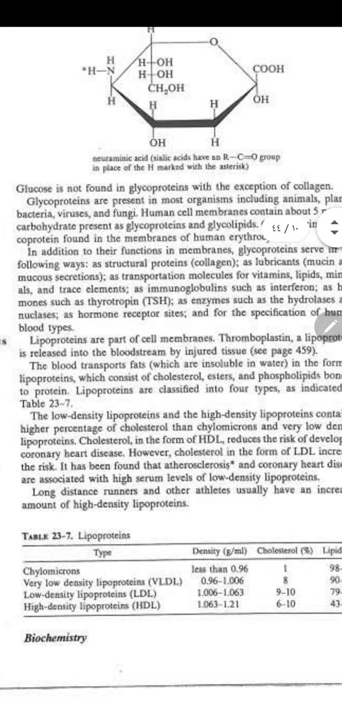 H
O
H
*H—N
H—OH
H—OH
CH₂OH
COOH
H
H
H
OH
OH
H
neuraminic acid (sialic acids have an R—C=O group
in place of the H marked with the asterisk)
Glucose is not found in glycoproteins with the exception of collagen.
Glycoproteins are present in most organisms including animals, plan
bacteria, viruses, and fungi. Human cell membranes contain about 5
carbohydrate present as glycoproteins and glycolipids. ٤٤ / ١٠ in
coprotein found in the membranes of human erythro
In addition to their functions in membranes, glycoproteins serve
following ways: as structural proteins (collagen); as lubricants (mucin a
mucous secretions); as transportation molecules for vitamins, lipids, min
als, and trace elements; as immunoglobulins such as interferon; as h
mones such as thyrotropin (TSH); as enzymes such as the hydrolases a
nucleases; as hormone receptor sites; and for the specification of hum
blood types.
s Lipoproteins are part of cell membranes. Thromboplastin, a lipoprot
is released into the bloodstream by injured tissue (see page 459).
The blood transports fats (which are insoluble in water) in the form
lipoproteins, which consist of cholesterol, esters, and phospholipids bon
to protein. Lipoproteins are classified into four types, as indicated
Table 23-7.
The low-density lipoproteins and the high-density lipoproteins conta
higher percentage of cholesterol than chylomicrons and very low den
lipoproteins. Cholesterol, in the form of HDL, reduces the risk of develop
coronary heart disease. However, cholesterol in the form of LDL incre
the risk. It has been found that atherosclerosis* and coronary heart dise
are associated with high serum levels of low-density lipoproteins.
Long distance runners and other athletes usually have an increa
amount of high-density lipoproteins.
TABLE 23-7. Lipoproteins
Type Density (g/ml) Cholesterol (%) Lipid
Chylomicrons less than 0.96 1 98-
Very low density lipoproteins (VLDL) 0.96-1.006 8 90-
Low-density lipoproteins (LDL) 1.006-1.063 9-10 79-
High-density lipoproteins (HDL) 1.063-1.21 6-10 43-
Biochemistry